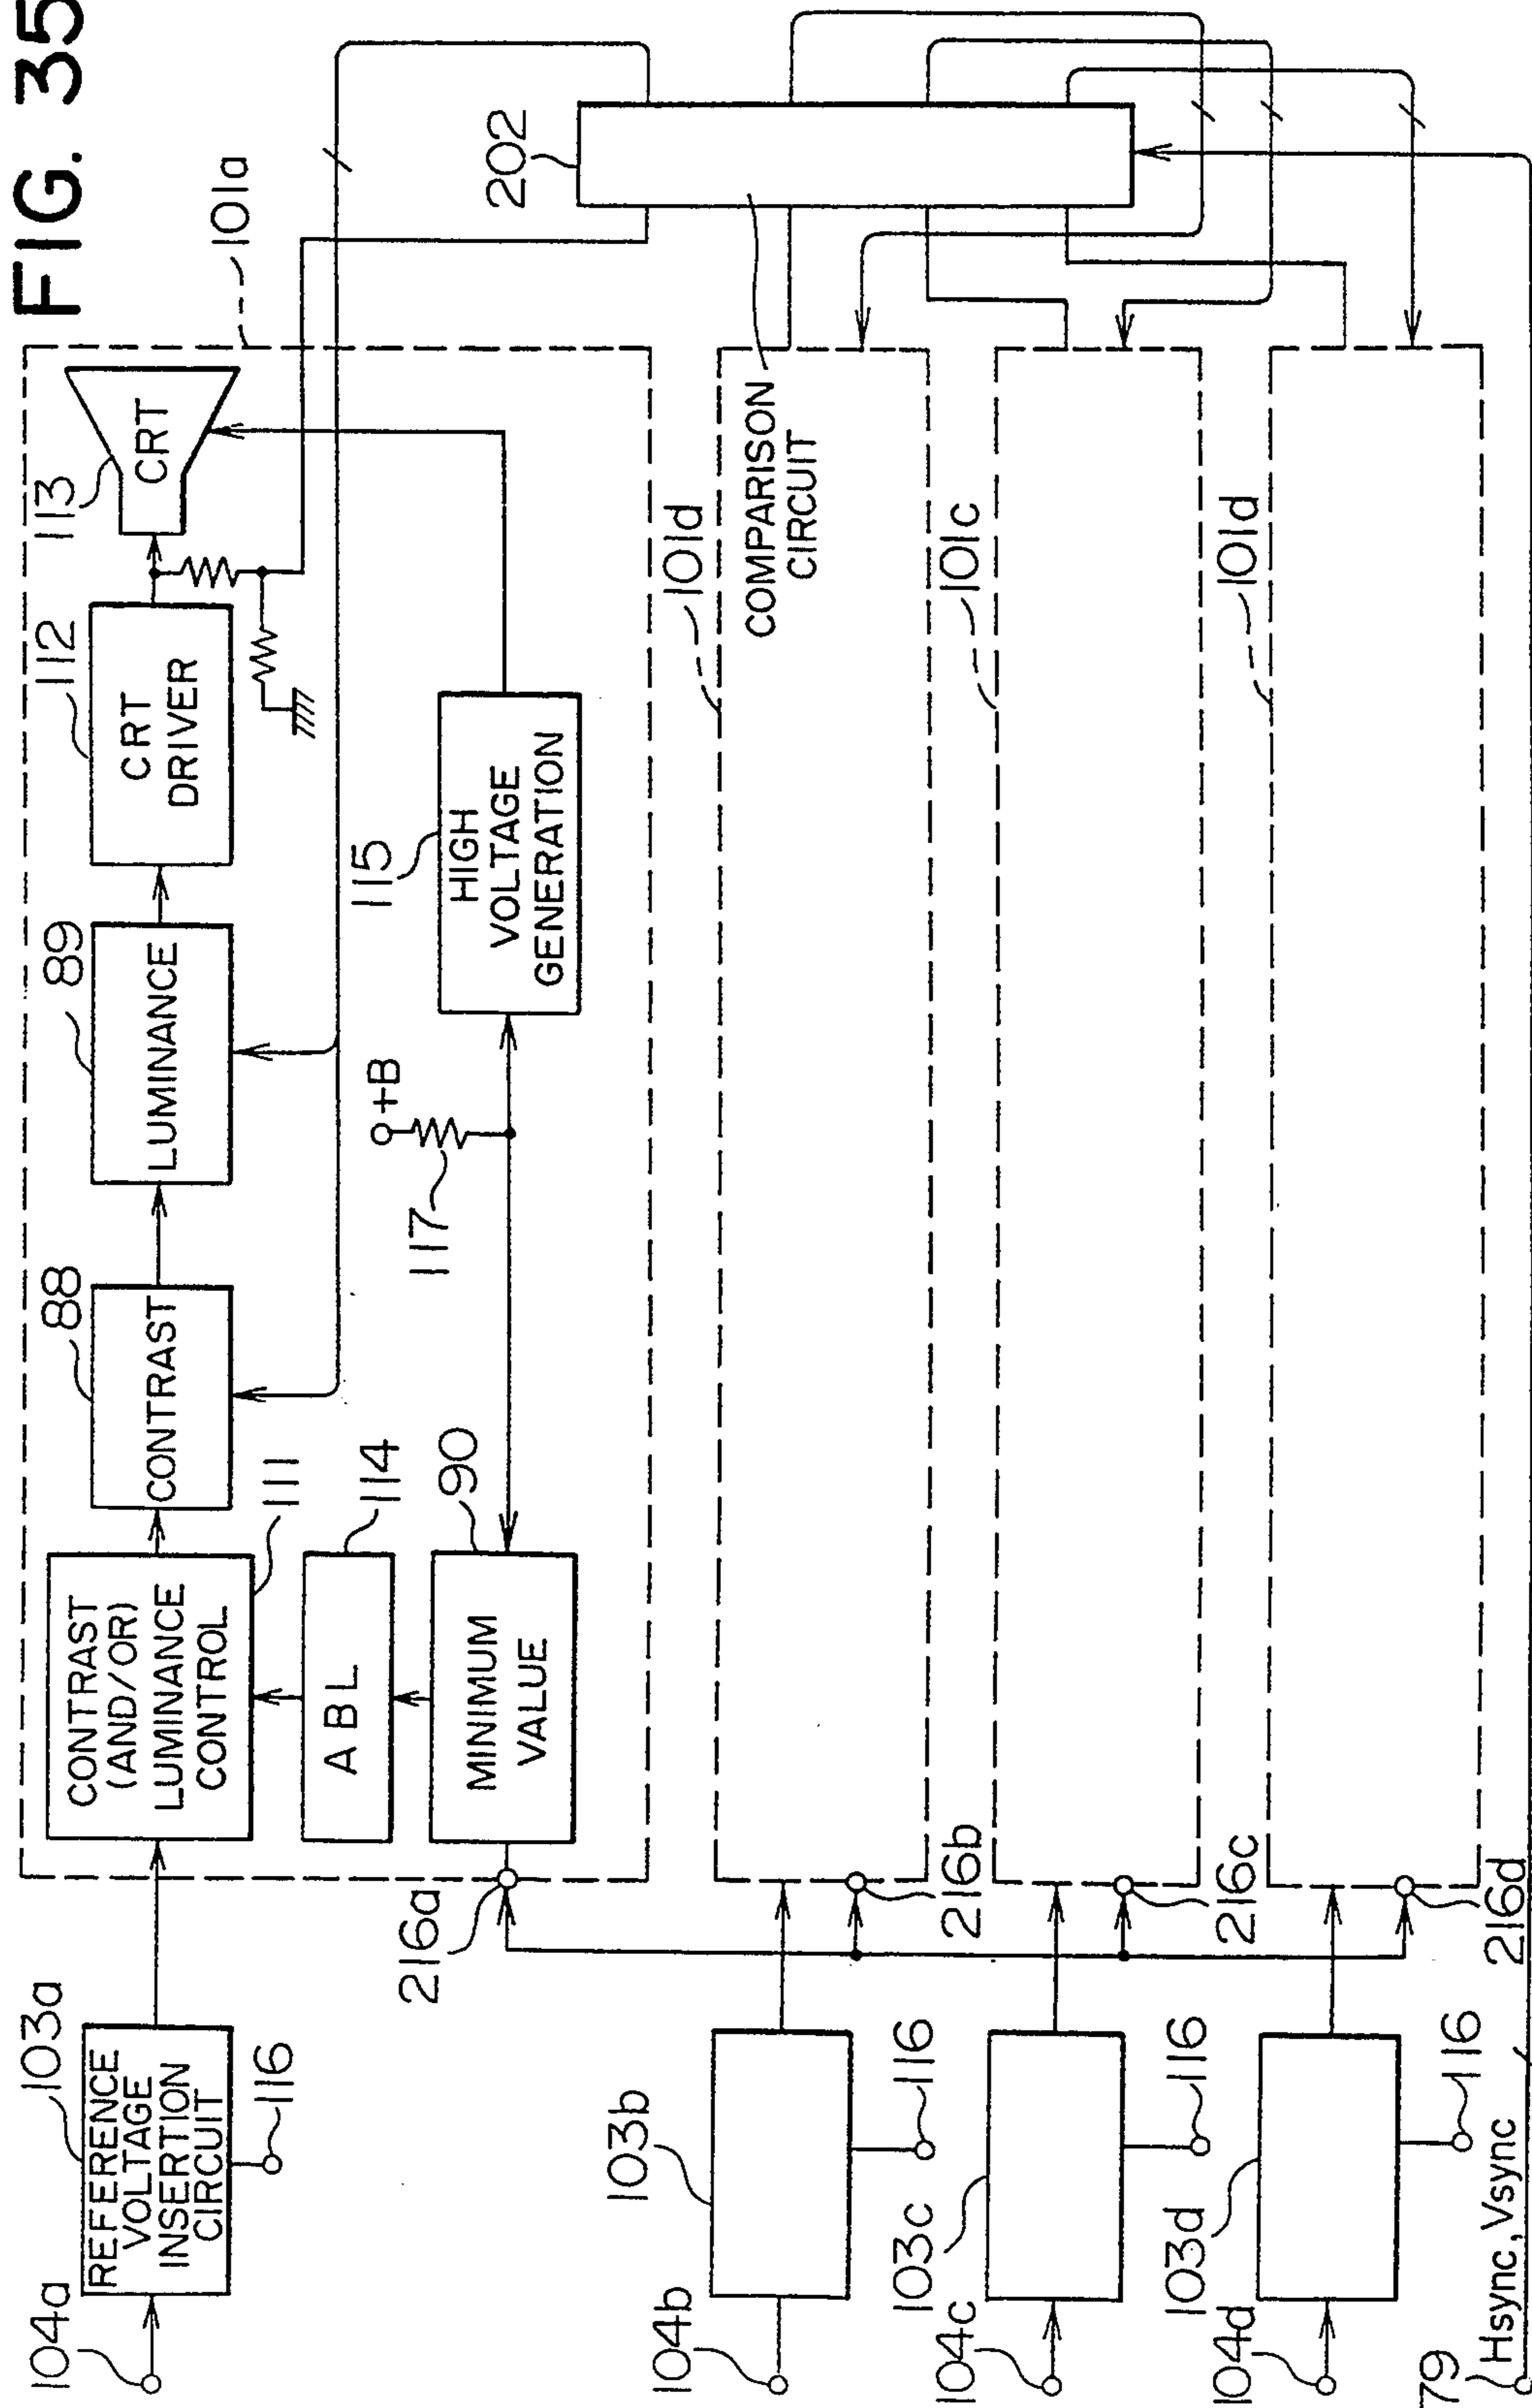 FIG. 35
101a
113
CRT
112
CRT
DRIVER
89
LUMINANCE
88
CONTRAST
111
CONTRAST
(AND/OR)
LUMINANCE
CONTROL
114
ABL
90
MINIMUM
VALUE
115
HIGH
VOLTAGE
GENERATION
+B
117
216a
103a
REFERENCE
VOLTAGE
INSERTION
CIRCUIT
116
104a
202
COMPARISON
CIRCUIT
101d
216b
103b
116
104b
101c
216c
103c
116
104c
101d
216d
103d
116
104d
79
Hsync, Vsync